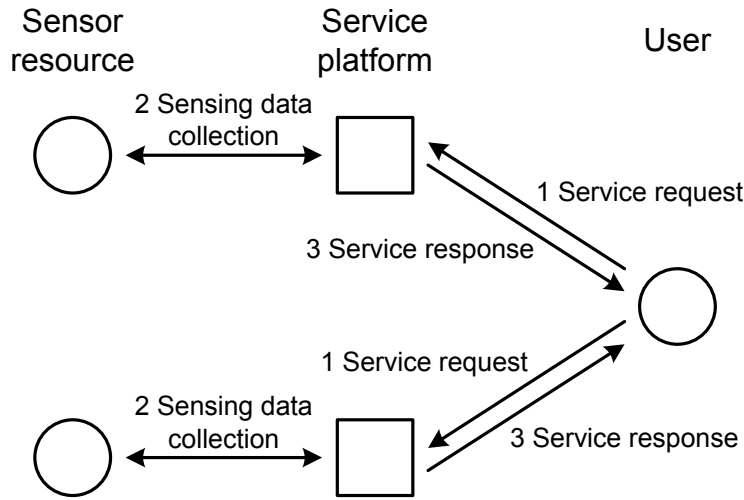 Sensor
resource
Service
platform
User
2 Sensing data
collection
1 Service request
3 Service response
1 Service request
2 Sensing data
collection
3 Service response